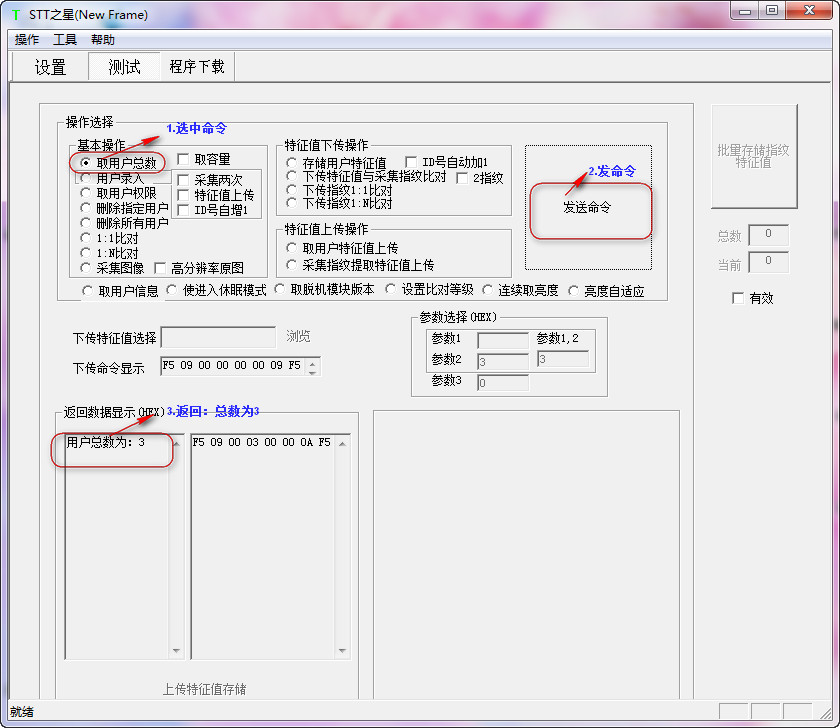 T STT之星(New Frame)
操作 工具 帮助
设置 测试 程序下载
操作选择
1.选中命令
基本操作
取用户总数 取容量
用户录入 采集两次
取用户权限 特征值上传
删除指定用户 ID号自增1
删除所有用户
1:1比对
1:N比对
采集图像 高分辨率原图
特征值下传操作
存储用户特征值 ID号自动加1
下传特征值与采集指纹比对 2指纹
下传指纹1:1比对
下传指纹1:N比对
特征值上传操作
取用户特征值上传
采集指纹提取特征值上传
2.发命令
发送命令
取用户信息 使进入休眠模式 取脱机模块版本 设置比对等级 连续取亮度 亮度自适应
批量存储指纹
特征值
总数 0
当前 0
有效
下传特征值选择 浏览
下传命令显示 F5 09 00 00 00 00 09 F5
参数选择(HEX)
参数1 参数1,2
参数2 3 3
参数3 0
返回数据显示(HEX) 3.返回：总数为3
用户总数为: 3 F5 09 00 03 00 00 0A F5
上传特征值存储
就绪